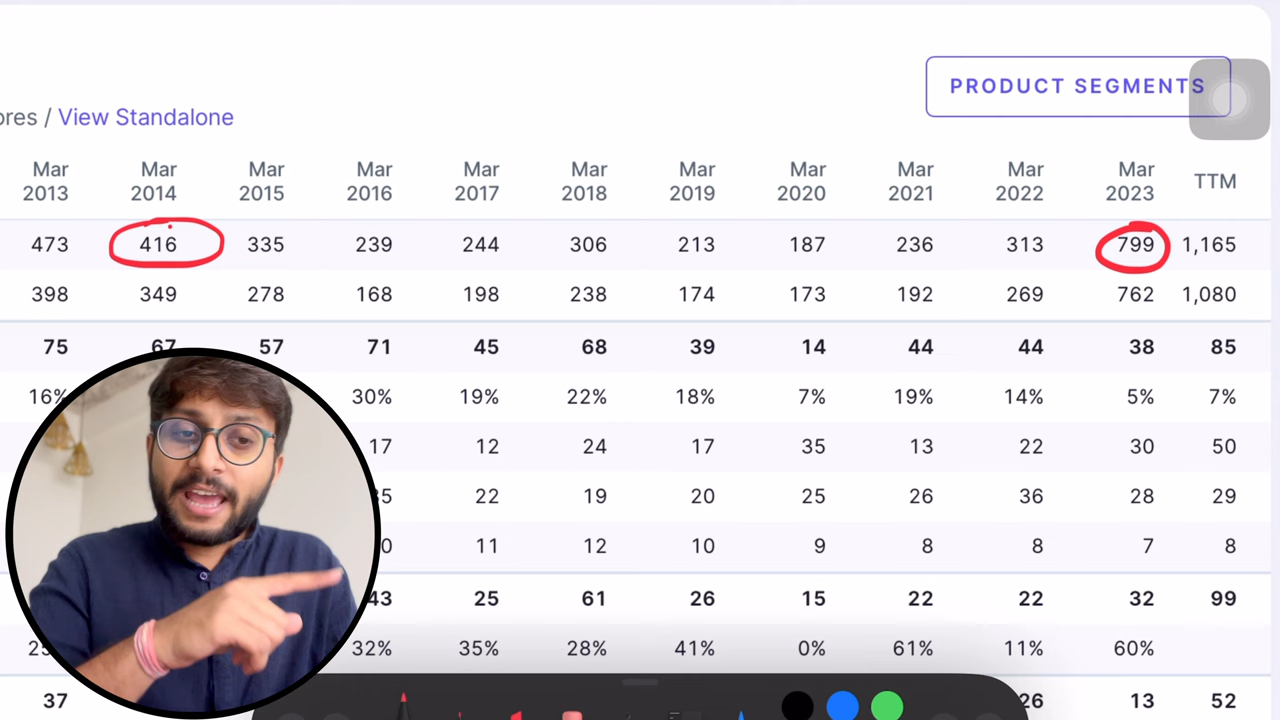 PRODUCT SEGMENTS
/ View Standalone
Mar 2013 Mar 2014 Mar 2015 Mar 2016 Mar 2017 Mar 2018 Mar 2019 Mar 2020 Mar 2021 Mar 2022 Mar 2023 TTM
473 416 335 239 244 306 213 187 236 313 799 1,165
398 349 278 168 198 238 174 173 192 269 762 1,080
75 67 57 71 45 68 39 14 44 44 38 85
16% 30% 19% 22% 18% 7% 19% 14% 5% 7%
17 12 24 17 35 13 22 30 50
22 19 20 25 26 36 28 29
11 12 10 9 8 8 7 8
43 25 61 26 15 22 22 32 99
32% 35% 28% 41% 0% 61% 11% 60%
37 26 13 52